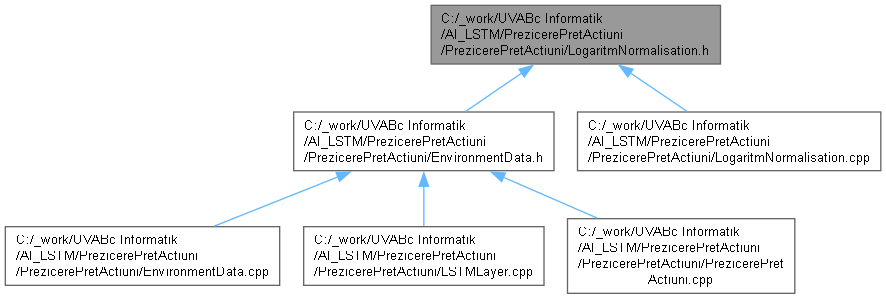 C:/_work/UVABc Informatik
/AI_LSTM/PrezicerePretActiuni
/PrezicerePretActiuni/LogaritmNormalisation.h
C:/_work/UVABc Informatik
/AI_LSTM/PrezicerePretActiuni
/PrezicerePretActiuni/EnvironmentData.h
C:/_work/UVABc Informatik
/AI_LSTM/PrezicerePretActiuni
/PrezicerePretActiuni/LogaritmNormalisation.cpp
C:/_work/UVABc Informatik
/AI_LSTM/PrezicerePretActiuni
/PrezicerePretActiuni/EnvironmentData.cpp
C:/_work/UVABc Informatik
/AI_LSTM/PrezicerePretActiuni
/PrezicerePretActiuni/LSTMLayer.cpp
C:/_work/UVABc Informatik
/AI_LSTM/PrezicerePretActiuni
/PrezicerePretActiuni/PrezicerePret
Actiuni.cpp